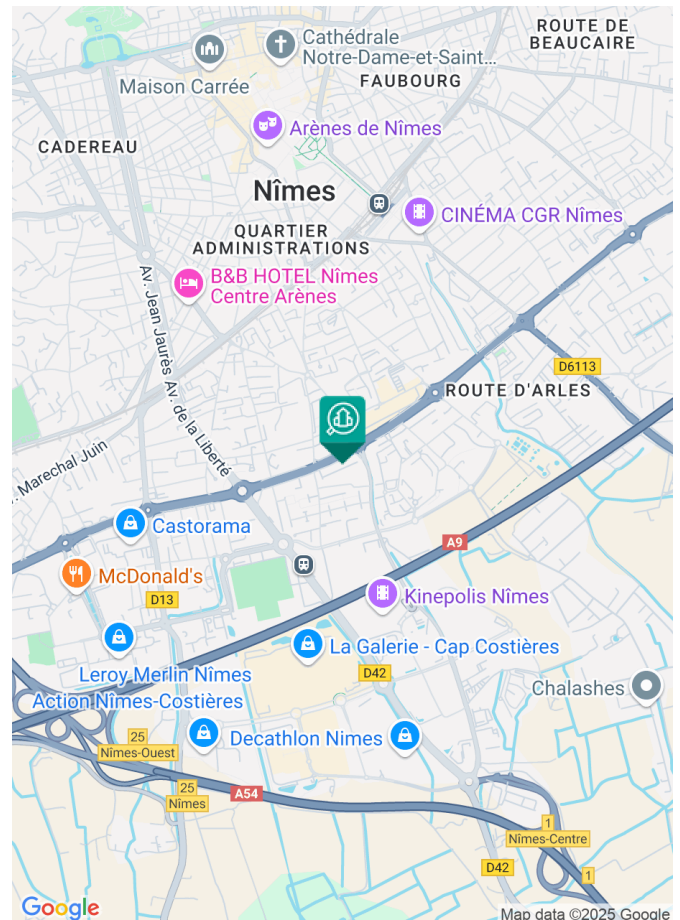 ROUTE DE
BEAUCAIRE
Cathédrale
Notre-Dame-et-Saint...
Maison Carrée
FAUBOURG
Arènes de Nîmes
CADEREAU
Nîmes
CINÉMA CGR Nîmes
QUARTIER
ADMINISTRATIONS
B&B HOTEL Nîmes
Centre Arènes
Av. Jean Jaurès
D6113
ROUTE D'ARLES
Av. de la Liberté
Marechal Juin
Castorama
A9
McDonald's
D13
Kinepolis Nîmes
La Galerie - Cap Costières
Leroy Merlin Nîmes
D42
Chalashes
Action Nîmes-Costières
25
Nîmes-Ouest
Decathlon Nimes
25
Nîmes
A54
1
Nîmes-Centre
D42
1
Google
Map data ©2025 Google